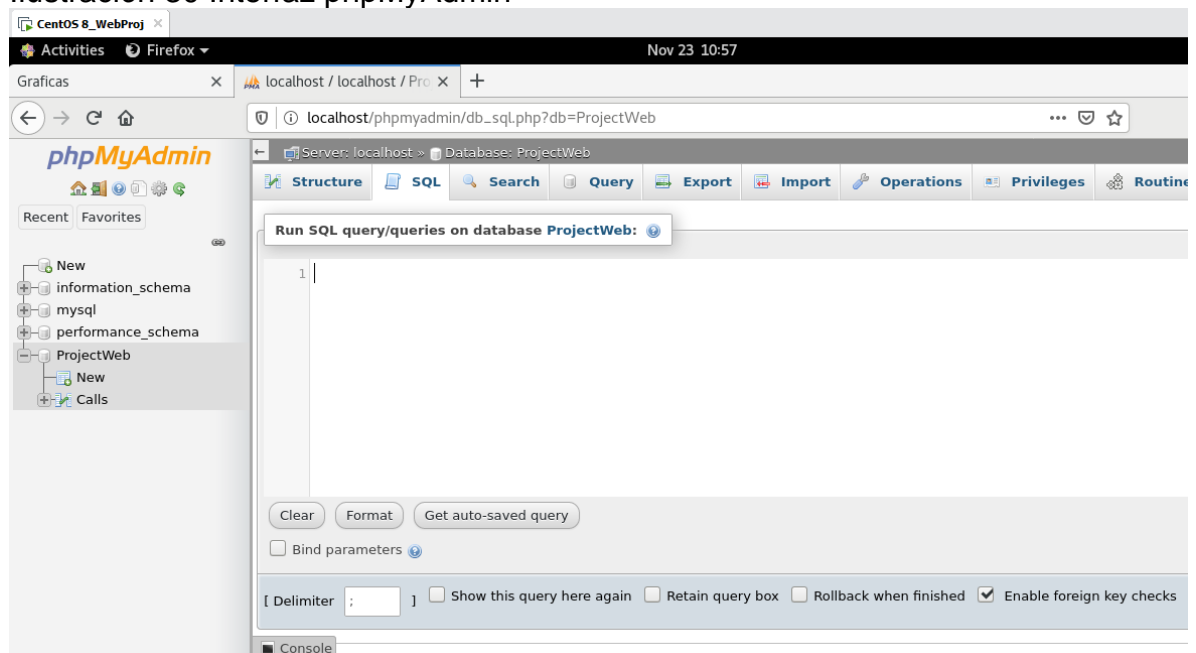 CentOS 8_WebProj
Activities Firefox
Nov 23 10:57
Graficas
localhost / localhost / Pro
localhost/phpmyadmin/db_sql.php?db=ProjectWeb
phpMyAdmin
Recent Favorites
New
information_schema
mysql
performance_schema
ProjectWeb
New
Calls
Server: localhost » Database: ProjectWeb
Structure SQL Search Query Export Import Operations Privileges Routine
Run SQL query/queries on database ProjectWeb:
1
Clear Format Get auto-saved query
Bind parameters
[ Delimiter ; ] Show this query here again Retain query box Rollback when finished Enable foreign key checks
Console